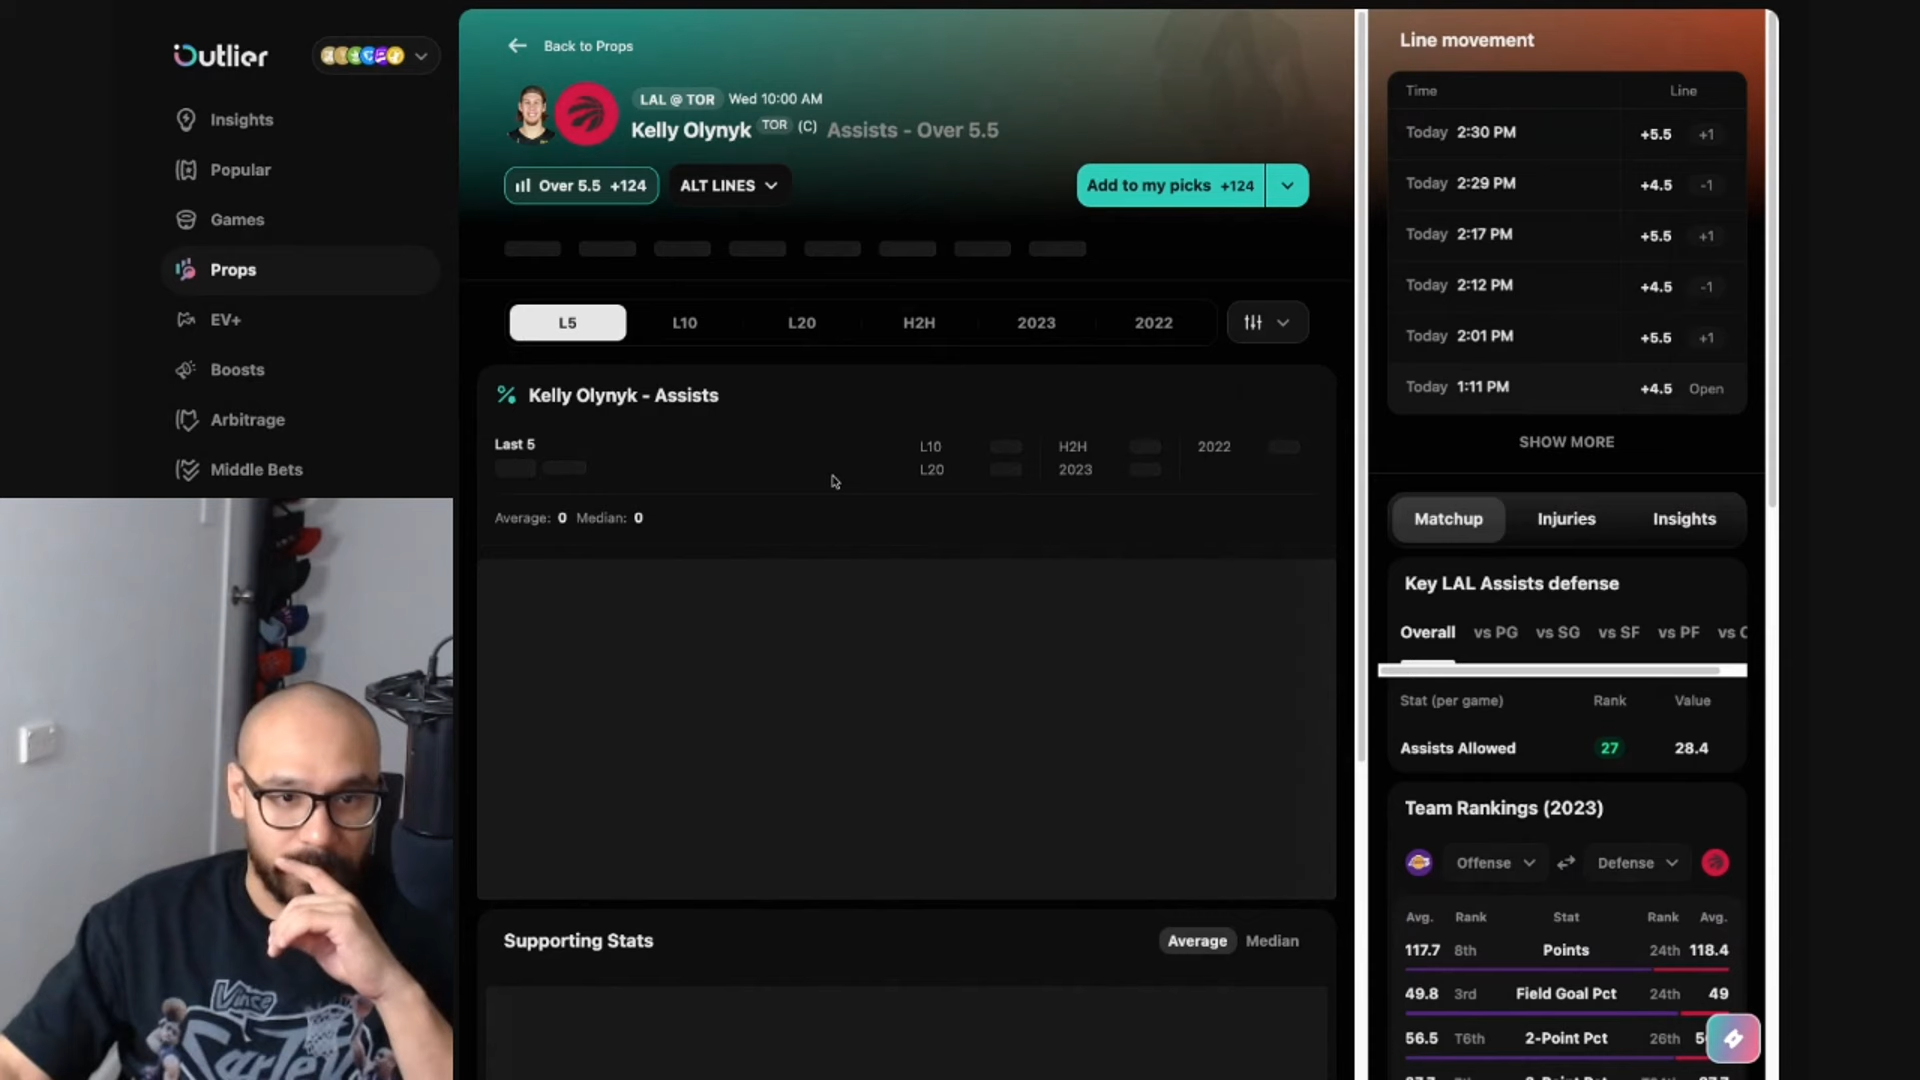 Outlier
Insights
Popular
Games
Props
EV+
Boosts
Arbitrage
Middle Bets
Back to Props
LAL @ TOR Wed 10:00 AM
Kelly Olynyk TOR (C) Assists - Over 5.5
Over 5.5 +124
ALT LINES
Add to my picks +124
L5 L10 L20 H2H 2023 2022
Kelly Olynyk - Assists
Last 5
L10 H2H 2022
L20 2023
Average: 0 Median: 0
Supporting Stats
Average Median
Line movement
Time Line
Today 2:30 PM +5.5 +1
Today 2:29 PM +4.5 -1
Today 2:17 PM +5.5 +1
Today 2:12 PM +4.5 -1
Today 2:01 PM +5.5 +1
Today 1:11 PM +4.5 Open
SHOW MORE
Matchup Injuries Insights
Key LAL Assists defense
Overall vs PG vs SG vs SF vs PF vs C
Stat (per game) Rank Value
Assists Allowed 27 28.4
Team Rankings (2023)
Offense Defense
Avg. Rank Stat Rank Avg.
117.7 8th Points 24th 118.4
49.8 3rd Field Goal Pct 24th 49
56.5 T6th 2-Point Pct 26th
Vince
Carter